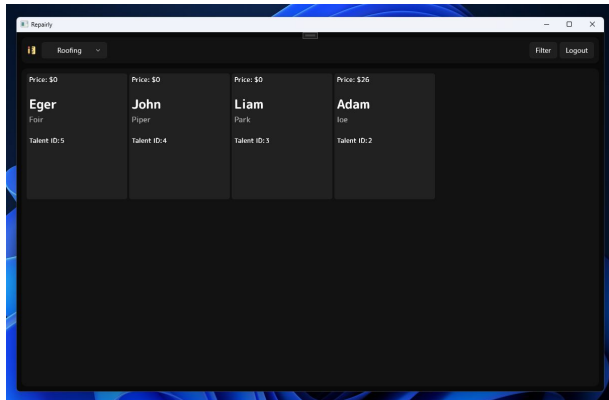 Repairly
Roofing
Filter
Logout
Price: $0
Eger
Foir
Talent ID:5
Price: $0
John
Piper
Talent ID:4
Price: $0
Liam
Park
Talent ID:3
Price: $26
Adam
Ioe
Talent ID:2